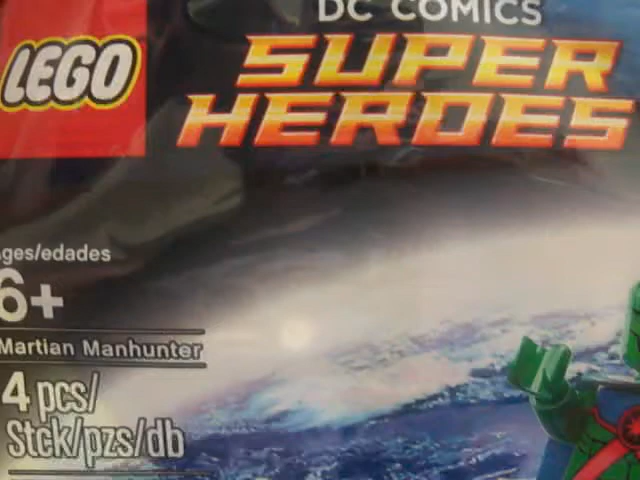 DC COMICS
LEGO
SUPER
HEROES
Ages/edades
6+
Martian Manhunter
4 pcs/
Stck/pzs/db